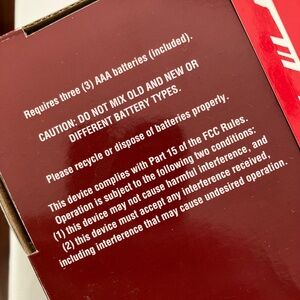 Requires three (3) AAA batteries (included).
CAUTION: DO NOT MIX OLD AND NEW OR
DIFFERENT BATTERY TYPES.
Please recycle or dispose of batteries properly.
This device complies with Part 15 of the FCC Rules.
Operation is subject to the following two conditions:
(1) this device may not cause harmful interference, and
(2) this device must accept any interference received,
including interference that may cause undesired operation.